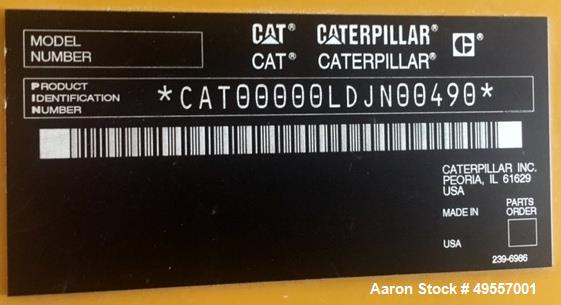 MODEL
NUMBER
CAT® CATERPILLAR® C®
CAT® CATERPILLAR®
PRODUCT
IDENTIFICATION
NUMBER
*CAT00000LDJN00490*
CATERPILLAR INC.
PEORIA, IL 61629
USA
MADE IN
PARTS
ORDER
USA
239-6986
Aaron Stock # 49557001